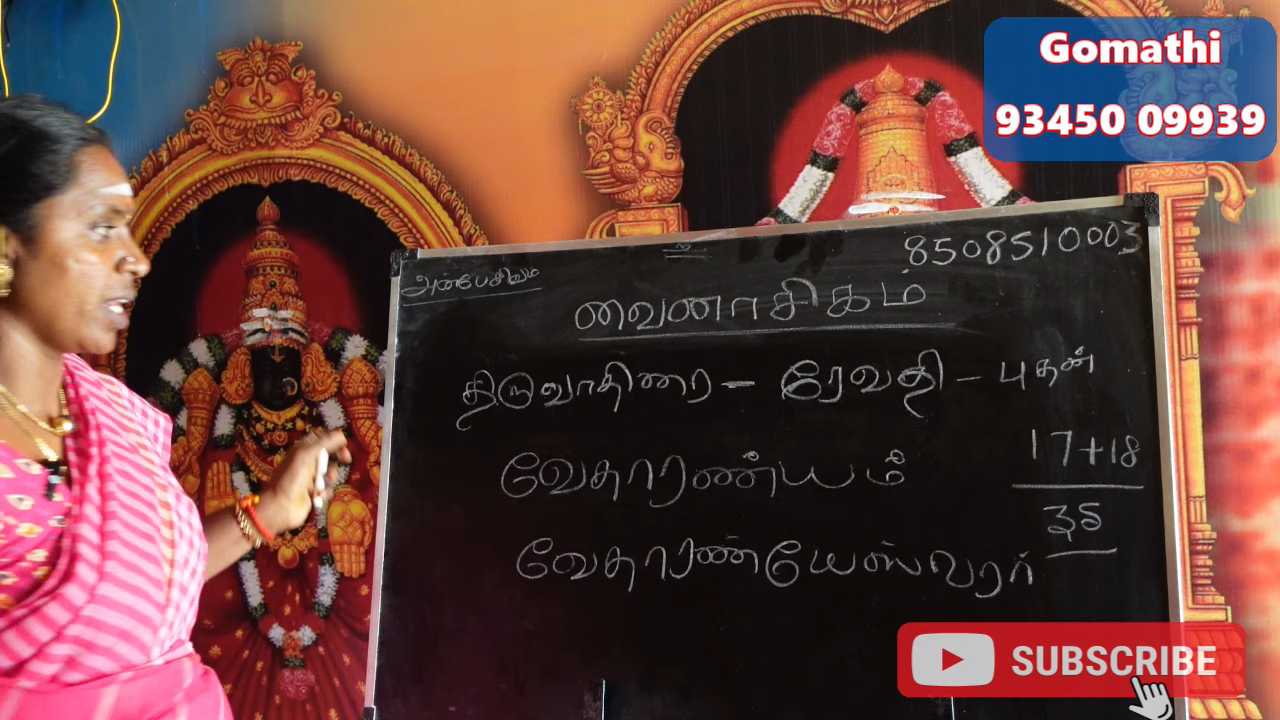 Gomathi
93450 09939
உ
8508510003
அன்பேசிவம்
வைனாசிகம்
திருவாதிரை – ரேவதி – புதன்
வேதாரண்யம்
17+18
35
வேதாரண்யேஸ்வரர்
SUBSCRIBE